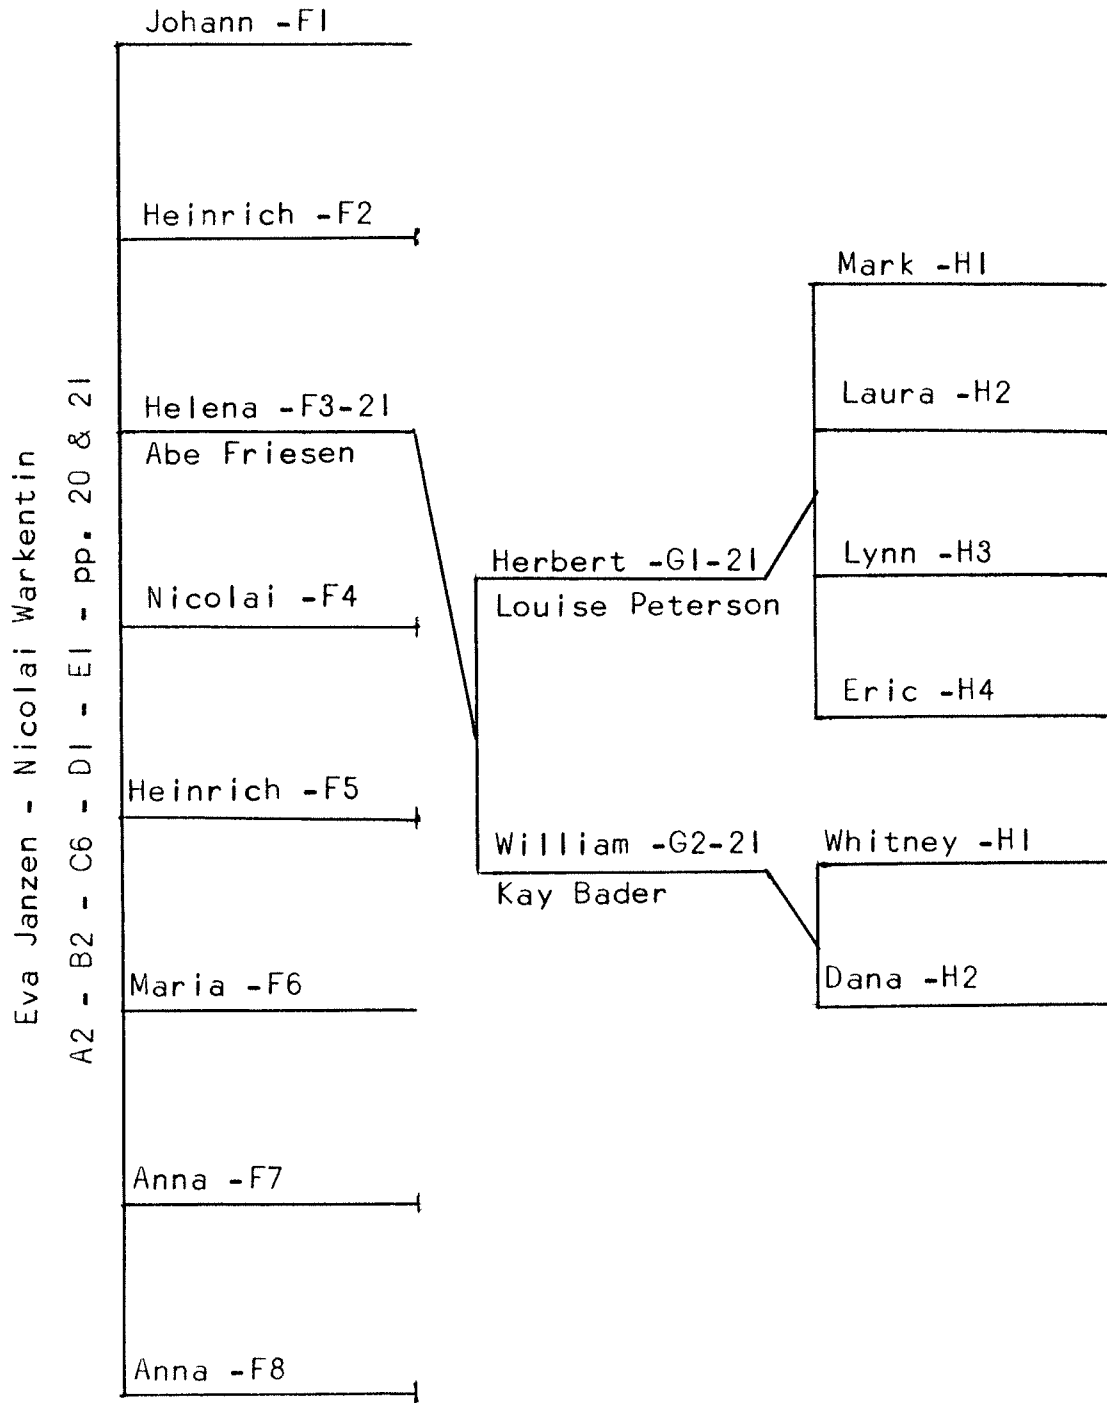 Eva Janzen - Nicolai Warkentin
A2 - B2 - C6 - D1 - E1 - pp. 20 & 21
Johann -F1
Heinrich -F2
Helena -F3-21
Abe Friesen
Nicolai -F4
Heinrich -F5
Maria -F6
Anna -F7
Anna -F8
Herbert -G1-21
Louise Peterson
William -G2-21
Kay Bader
Mark -H1
Laura -H2
Lynn -H3
Eric -H4
Whitney -H1
Dana -H2